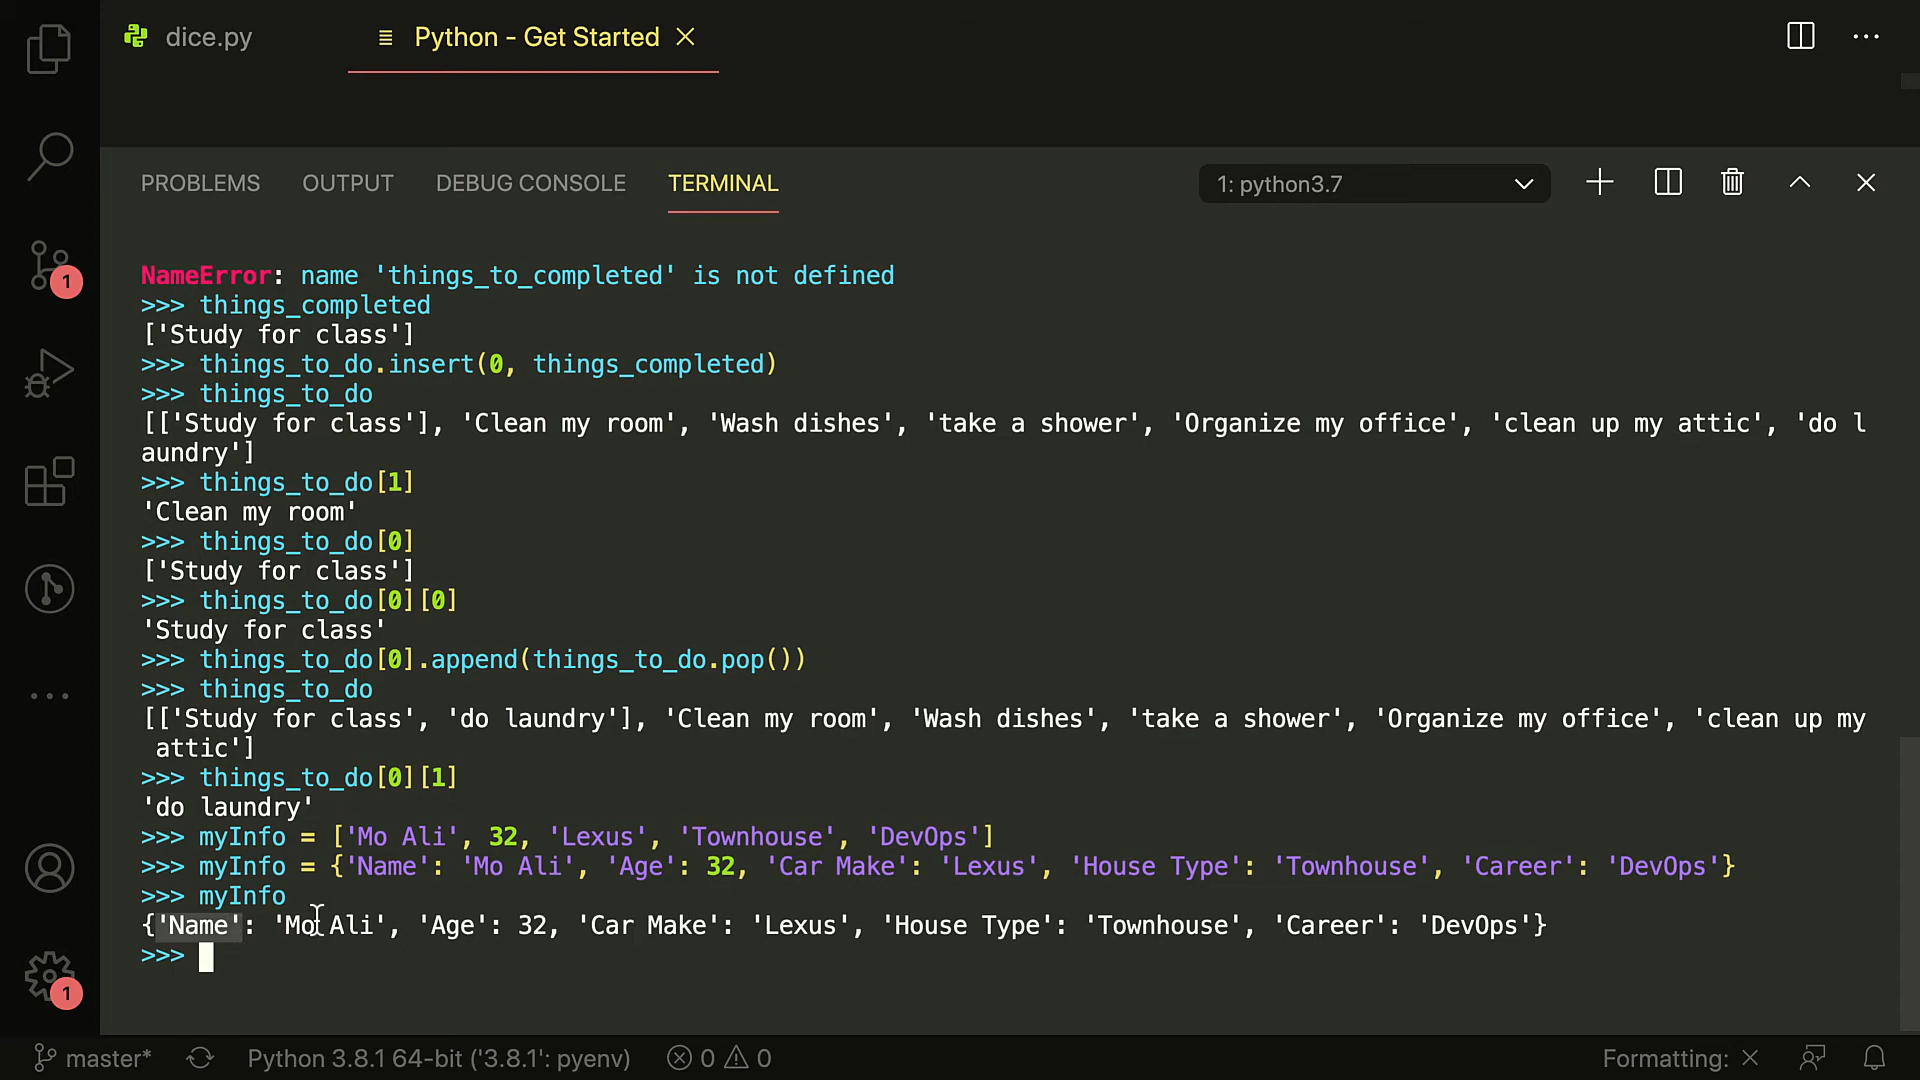 dice.py
Python - Get Started
PROBLEMS OUTPUT DEBUG CONSOLE TERMINAL 1: python3.7
NameError: name 'things_to_completed' is not defined
>>> things_completed
['Study for class']
>>> things_to_do.insert(0, things_completed)
>>> things_to_do
[['Study for class'], 'Clean my room', 'Wash dishes', 'take a shower', 'Organize my office', 'clean up my attic', 'do l
aundry']
>>> things_to_do[1]
'Clean my room'
>>> things_to_do[0]
['Study for class']
>>> things_to_do[0][0]
'Study for class'
>>> things_to_do[0].append(things_to_do.pop())
>>> things_to_do
[['Study for class', 'do laundry'], 'Clean my room', 'Wash dishes', 'take a shower', 'Organize my office', 'clean up my
 attic']
>>> things_to_do[0][1]
'do laundry'
>>> myInfo = ['Mo Ali', 32, 'Lexus', 'Townhouse', 'DevOps']
>>> myInfo = {'Name': 'Mo Ali', 'Age': 32, 'Car Make': 'Lexus', 'House Type': 'Townhouse', 'Career': 'DevOps'}
>>> myInfo
{'Name': 'Mo Ali', 'Age': 32, 'Car Make': 'Lexus', 'House Type': 'Townhouse', 'Career': 'DevOps'}
>>>
1
1
master* Python 3.8.1 64-bit ('3.8.1': pyenv) 0 0 Formatting: ×